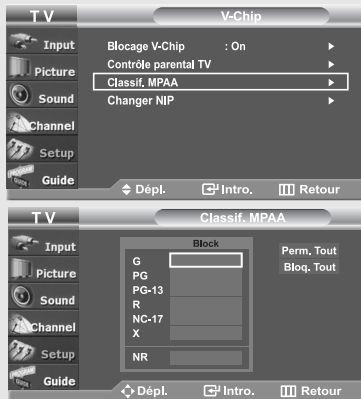 TV
V-Chip
Input
Picture
Sound
Channel
Setup
Guide
Blocage V-Chip : On
Contrôle parental TV
Classif. MPAA
Changer NIP
Dépl. Intro. Retour
TV
Classif. MPAA
Input
Picture
Sound
Channel
Setup
PROGRAM
Guide
Block
G
PG
PG-13
R
NC-17
X
NR
Perm. Tout
Bloq. Tout
Dépl. Intro. Retour